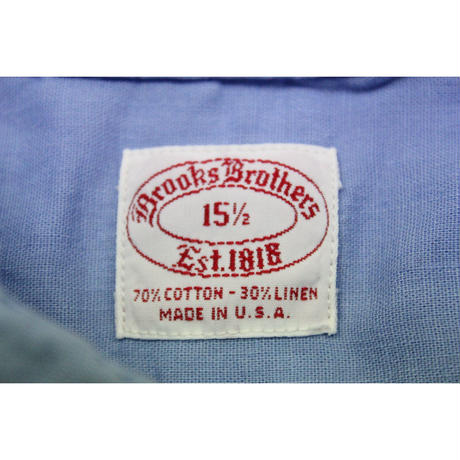 Brooks Brothers
15½
Est. 1818
70% COTTON - 30% LINEN
MADE IN U.S.A.